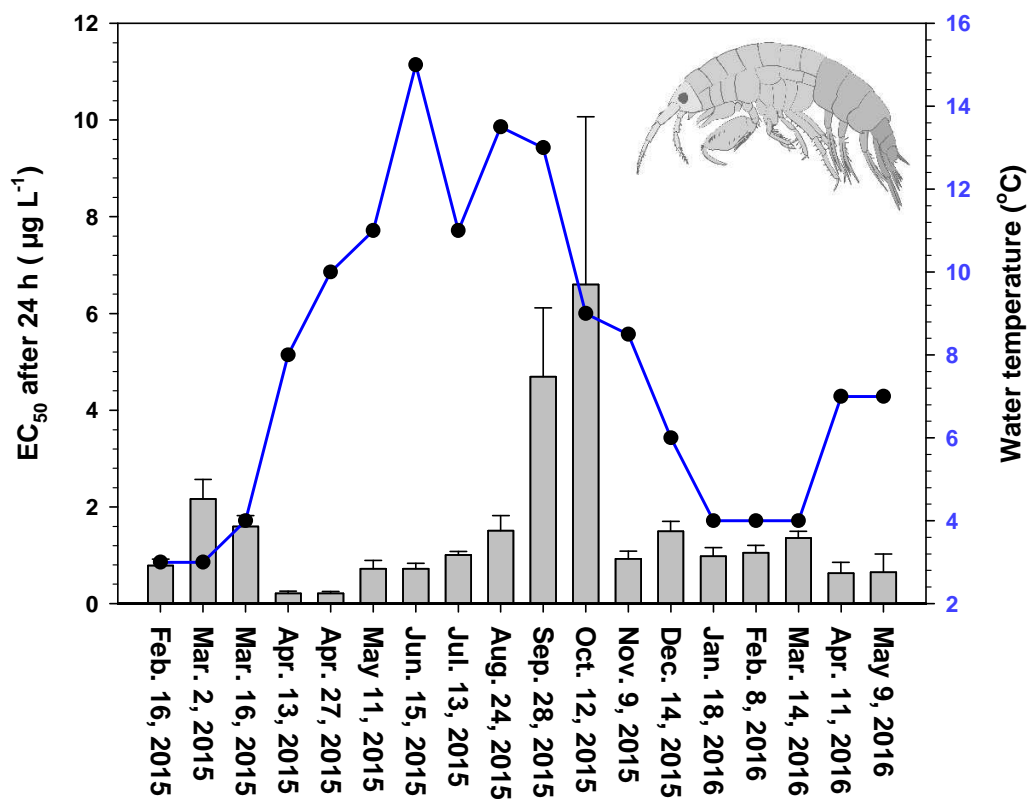 EC50 after 24 h ( µg L-1)
12
10
8
6
4
2
0
16
14
12
10
8
6
4
2
Water temperature (oC)
Feb. 16, 2015
Mar. 2, 2015
Mar. 16, 2015
Apr. 13, 2015
Apr. 27, 2015
May 11, 2015
Jun. 15, 2015
Jul. 13, 2015
Aug. 24, 2015
Sep. 28, 2015
Oct. 12, 2015
Nov. 9, 2015
Dec. 14, 2015
Jan. 18, 2016
Feb. 8, 2016
Mar. 14, 2016
Apr. 11, 2016
May 9, 2016